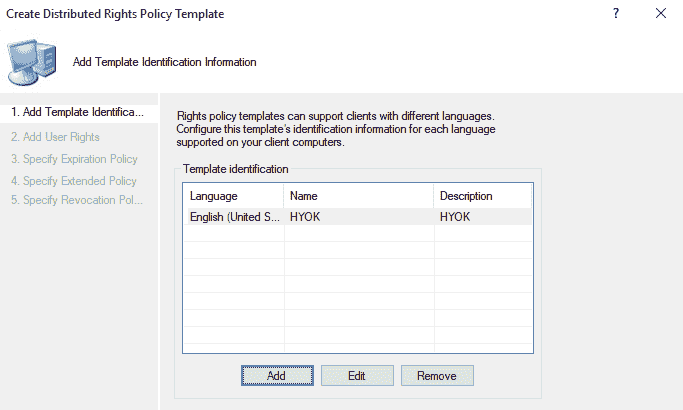 Create Distributed Rights Policy Template
Add Template Identification Information
1. Add Template Identifica...
2. Add User Rights
3. Specify Expiration Policy
4. Specify Extended Policy
5. Specify Revocation Pol...
Rights policy templates can support clients with different languages.
Configure this template's identification information for each language
supported on your client computers.
Template identification
Language Name Description
English (United S... HYOK HYOK
Add Edit Remove